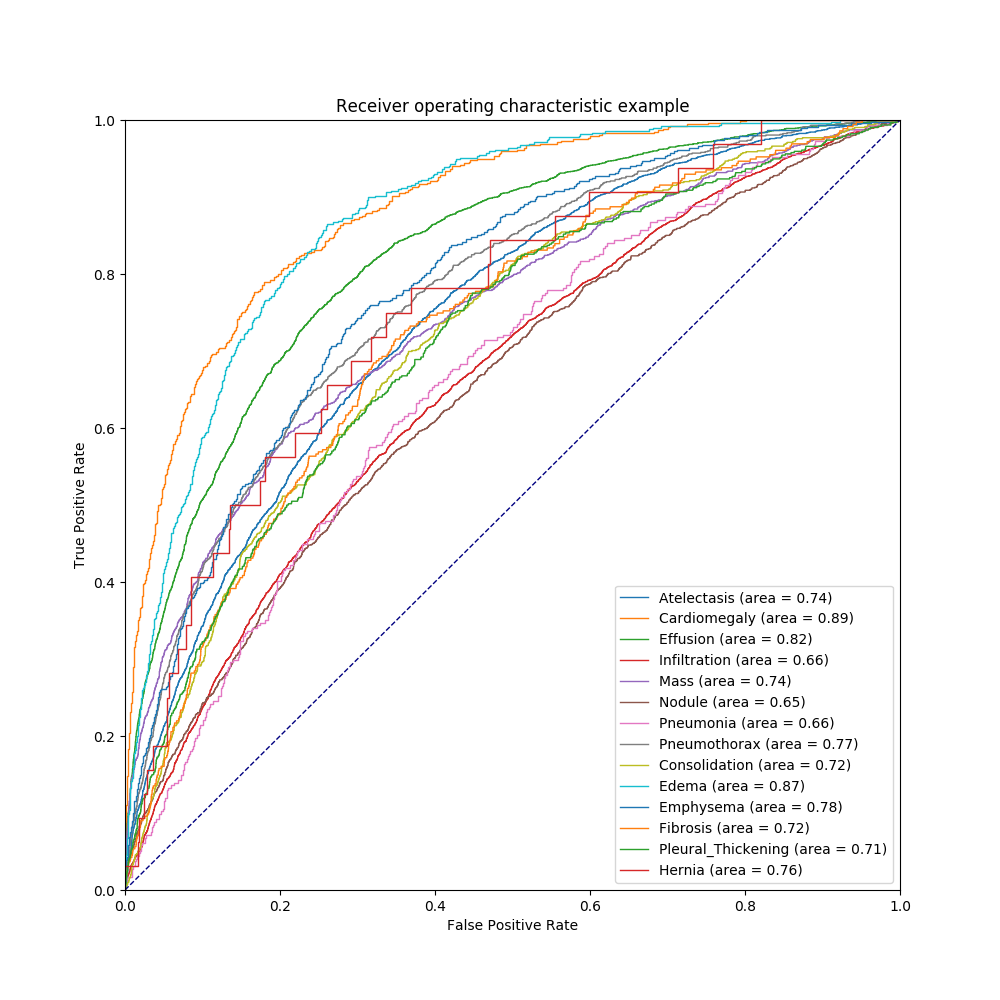 Receiver operating characteristic example
1.0
0.8
0.6
0.4
0.2
0.0
True Positive Rate
Atelectasis (area = 0.74)
Cardiomegaly (area = 0.89)
Effusion (area = 0.82)
Infiltration (area = 0.66)
Mass (area = 0.74)
Nodule (area = 0.65)
Pneumonia (area = 0.66)
Pneumothorax (area = 0.77)
Consolidation (area = 0.72)
Edema (area = 0.87)
Emphysema (area = 0.78)
Fibrosis (area = 0.72)
Pleural_Thickening (area = 0.71)
Hernia (area = 0.76)
0.0 0.2 0.4 0.6 0.8 1.0
False Positive Rate